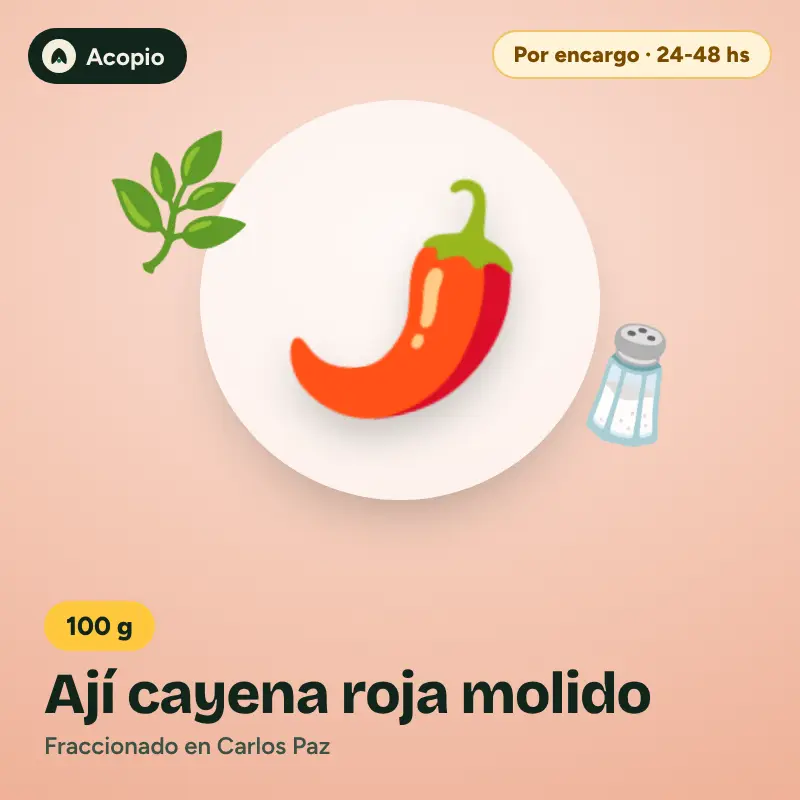 Acopio
Por encargo · 24-48 hs
100 g
Ají cayena roja molido
Fraccionado en Carlos Paz